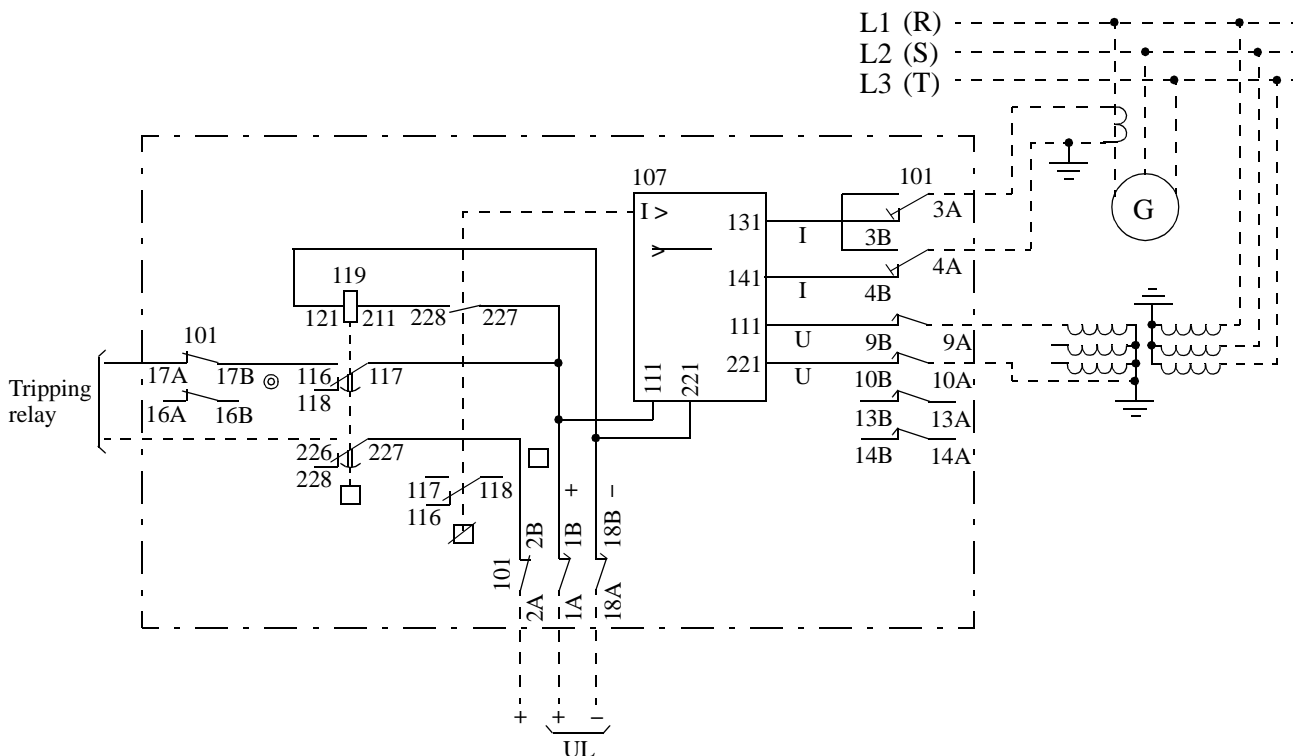 L1 (R)
L2 (S)
L3 (T)
107
101
I >
131
3A
I
3B
G
>
4A
119
141
I
4B
121
211
228
227
111
U
9B
9A
101
221
U
10B
10A
17A
17B
116
117
111
221
118
13B
13A
Tripping
relay
16A
16B
14B
14A
226
227
228
117
118
+
–
116
2B
1B
18B
101
2A
1A
18A
+
+
–
UL